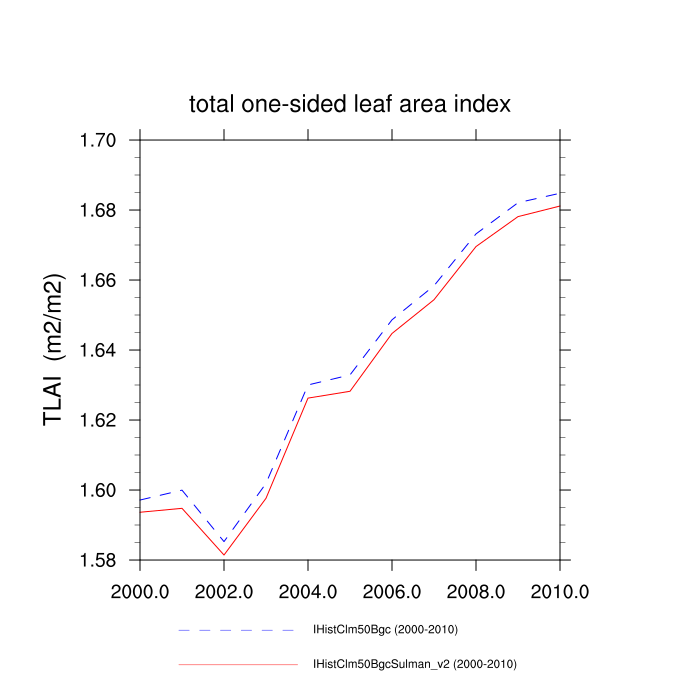 total one-sided leaf area index
TLAI (m2/m2)
1.70
1.68
1.66
1.64
1.62
1.60
1.58
2000.0 2002.0 2004.0 2006.0 2008.0 2010.0
IHistClm50Bgc (2000-2010)
IHistClm50BgcSulman_v2 (2000-2010)